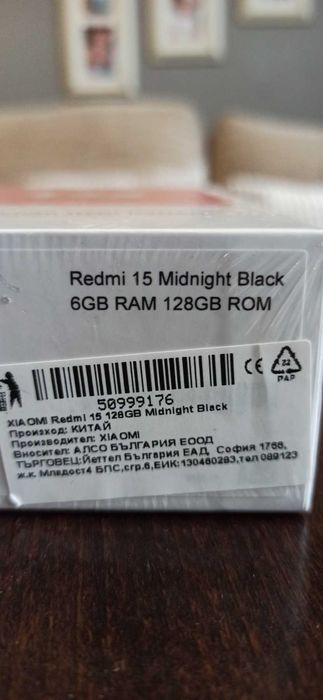 Redmi 15 Midnight Black
6GB RAM 128GB ROM
CE
22
PAP
50999176
XIAOMI Redmi 15 128GB Midnight Black
Произход: КИТАЙ
Производител: XIAOMI
Вносител: АЛСО БЪЛГАРИЯ ЕООД
ТЪРГОВЕЦ:Йеттел България ЕАД, София 1766,
ж.к. Младост4 БПС,сгр.6,ЕИК:130460283,тел 089123